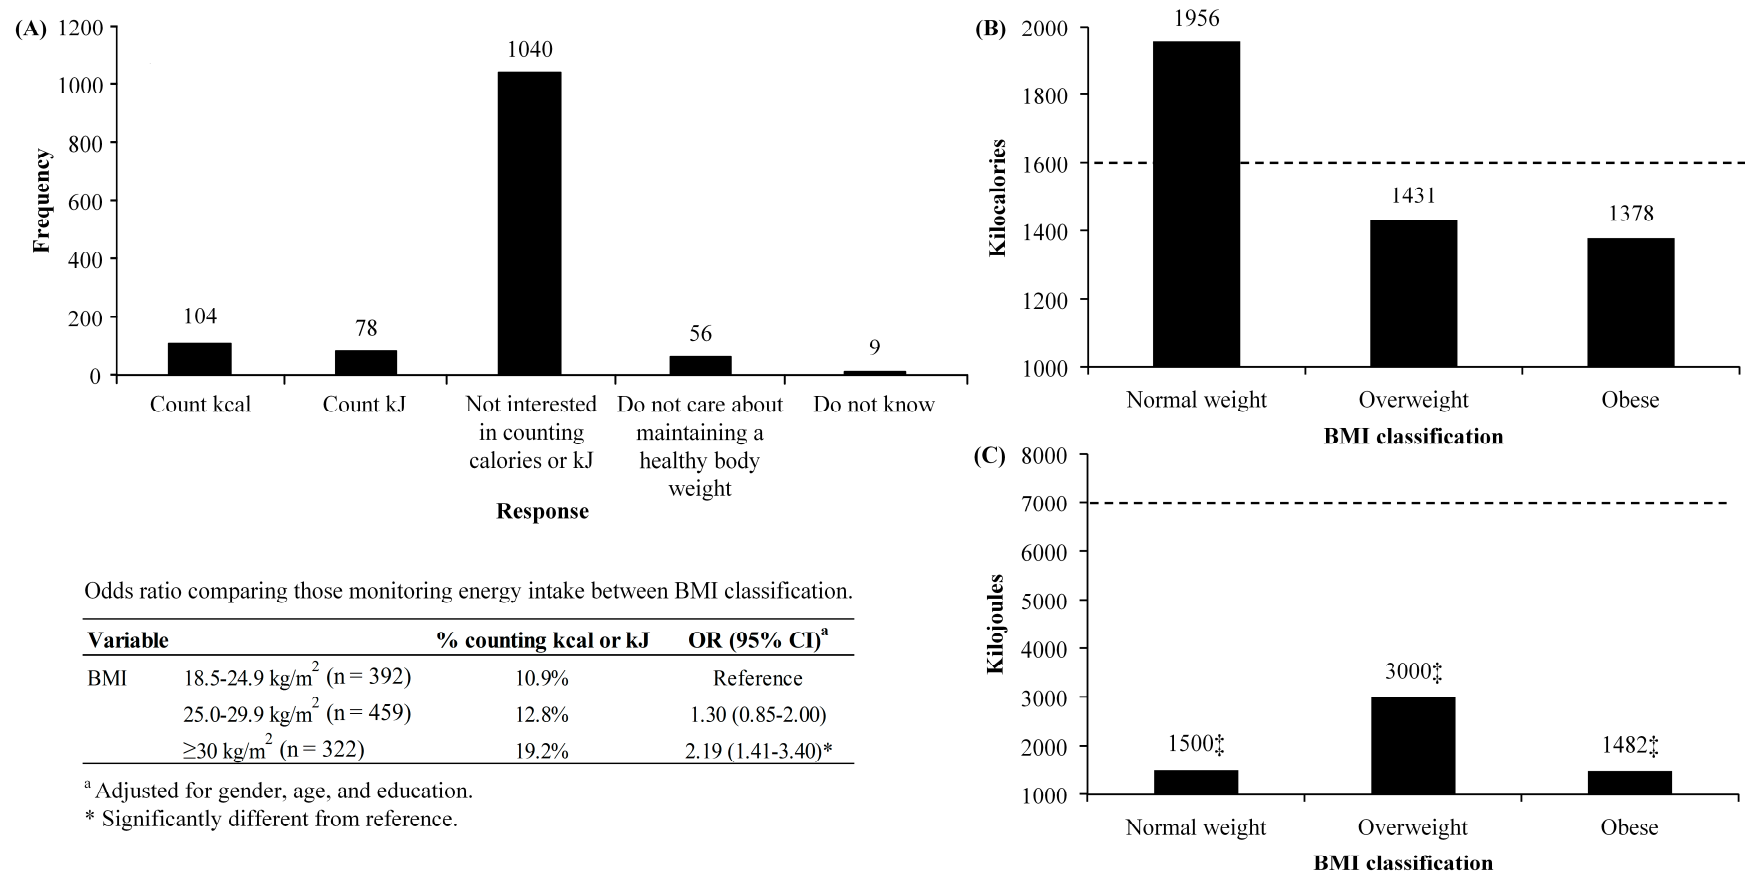 (A)
1200
1000
800
600
400
200
0
Frequency
104
78
1040
56
9
Count kcal
Count kJ
Not interested
in counting
calories or kJ
Do not care about
maintaining a
healthy body
weight
Do not know
Response
(B)
2000
1800
1600
1400
1200
1000
Kilocalories
1956
1431
1378
Normal weight
Overweight
Obese
BMI classification
(C)
8000
7000
6000
5000
4000
3000
2000
1000
Kilojoules
1500‡
3000‡
1482‡
Normal weight
Overweight
Obese
BMI classification
Odds ratio comparing those monitoring energy intake between BMI classification.
Variable % counting kcal or kJ OR (95% CI)ᵃ
BMI 18.5-24.9 kg/m² (n = 392) 10.9% Reference
25.0-29.9 kg/m² (n = 459) 12.8% 1.30 (0.85-2.00)
≥30 kg/m² (n = 322) 19.2% 2.19 (1.41-3.40)*
ᵃ Adjusted for gender, age, and education.
* Significantly different from reference.